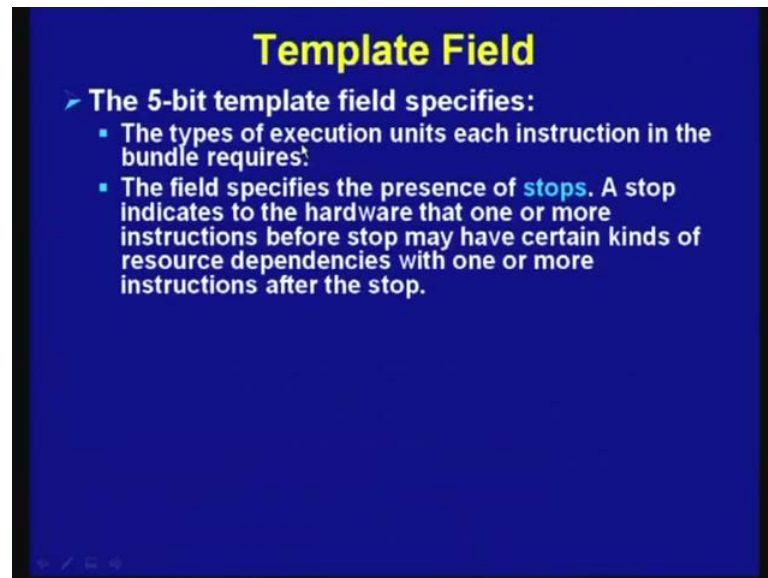 Template Field
The 5-bit template field specifies:
The types of execution units each instruction in the
bundle requires.
The field specifies the presence of stops. A stop
indicates to the hardware that one or more
instructions before stop may have certain kinds of
resource dependencies with one or more
instructions after the stop.